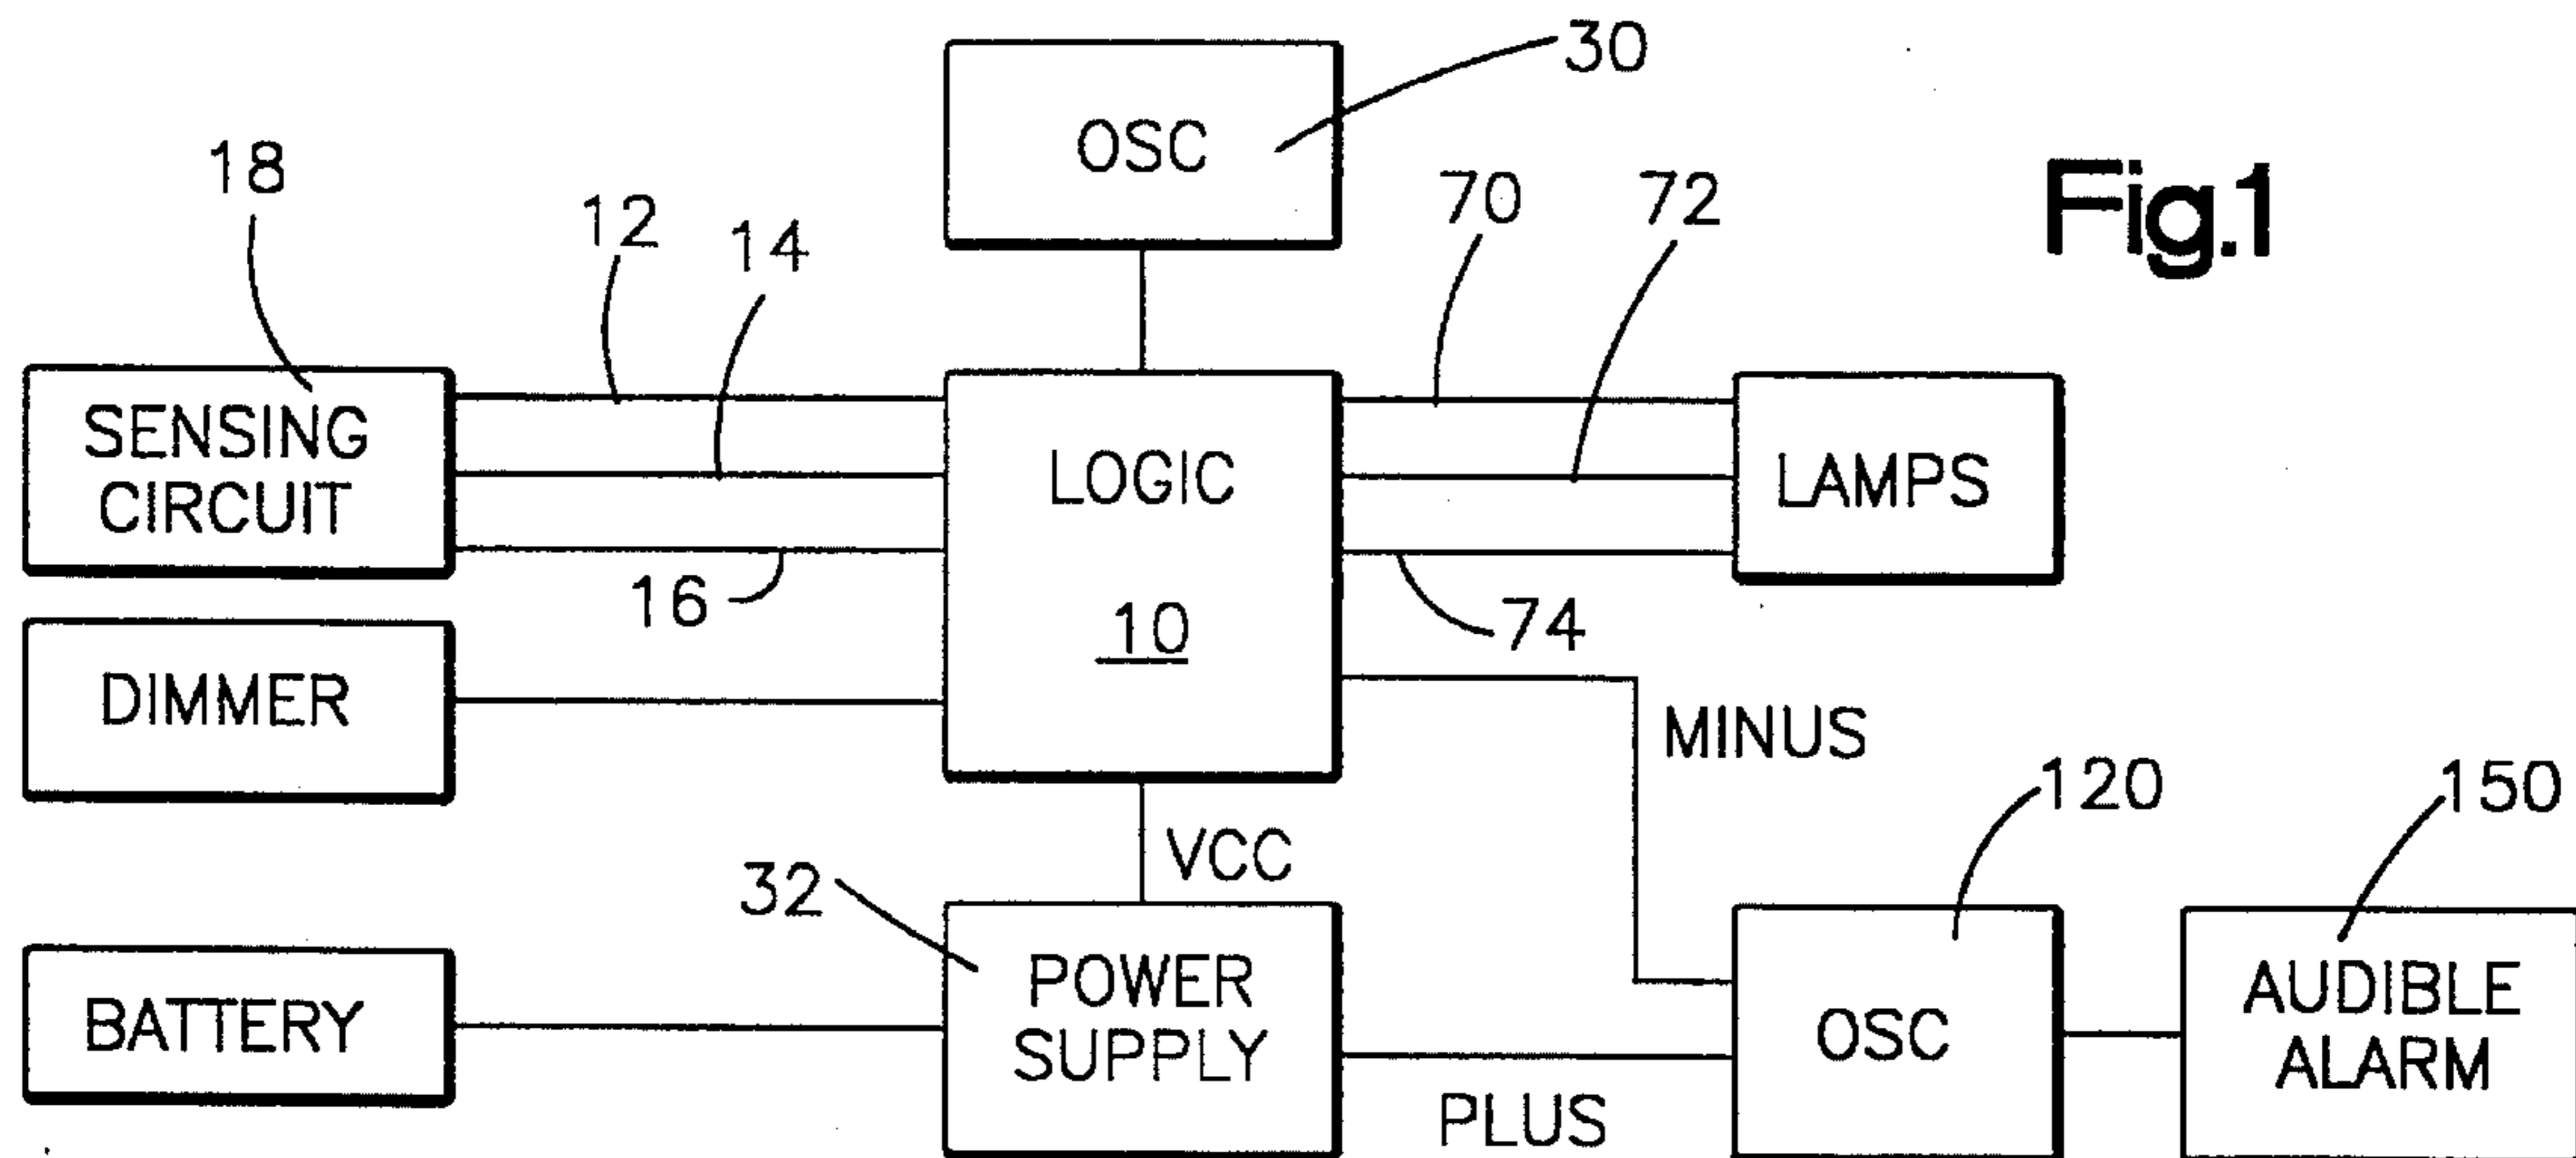 30
OSC
Fig.1
18
12
14
70
72
SENSING
CIRCUIT
LOGIC
10
LAMPS
16
74
DIMMER
MINUS
120
150
VCC
32
BATTERY
POWER
SUPPLY
PLUS
OSC
AUDIBLE
ALARM